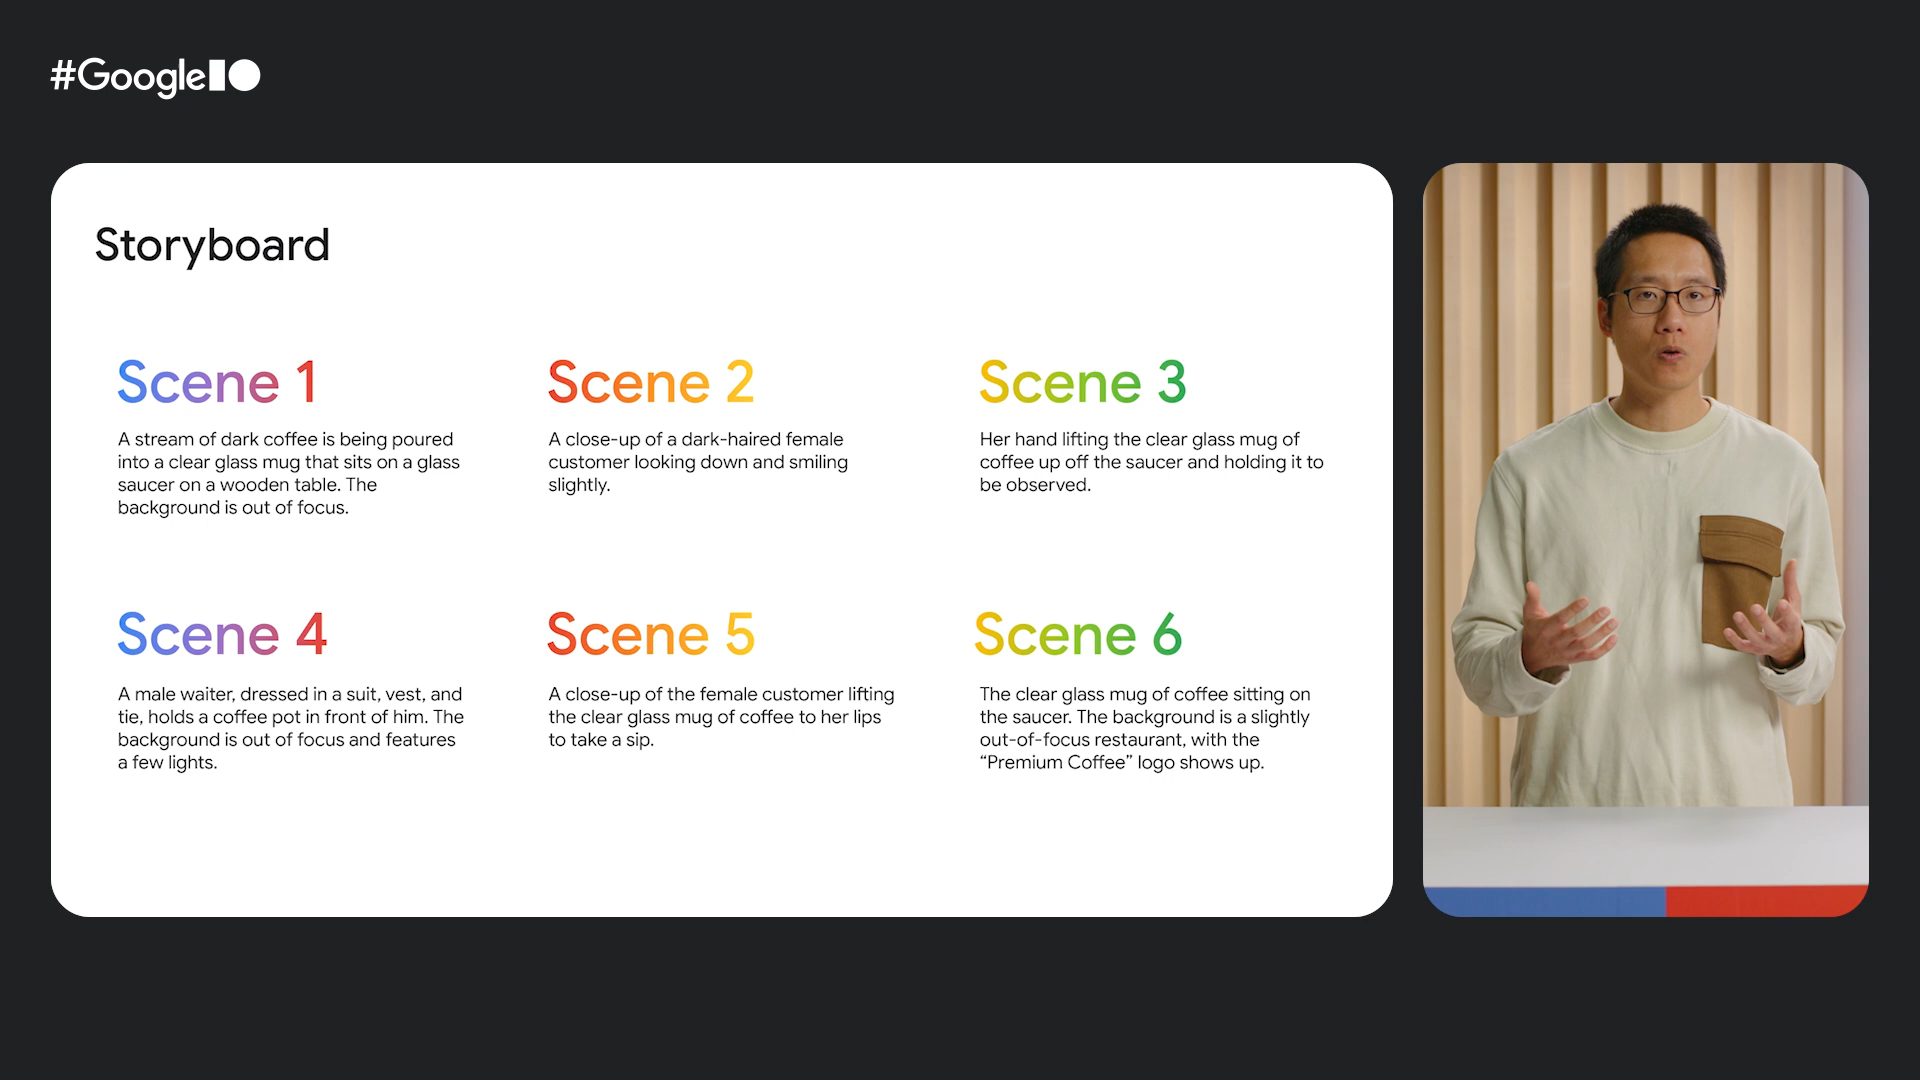 #GoogleIO
Storyboard
Scene 1
A stream of dark coffee is being poured
into a clear glass mug that sits on a glass
saucer on a wooden table. The
background is out of focus.
Scene 2
A close-up of a dark-haired female
customer looking down and smiling
slightly.
Scene 3
Her hand lifting the clear glass mug of
coffee up off the saucer and holding it to
be observed.
Scene 4
A male waiter, dressed in a suit, vest, and
tie, holds a coffee pot in front of him. The
background is out of focus and features
a few lights.
Scene 5
A close-up of the female customer lifting
the clear glass mug of coffee to her lips
to take a sip.
Scene 6
The clear glass mug of coffee sitting on
the saucer. The background is a slightly
out-of-focus restaurant, with the
“Premium Coffee” logo shows up.